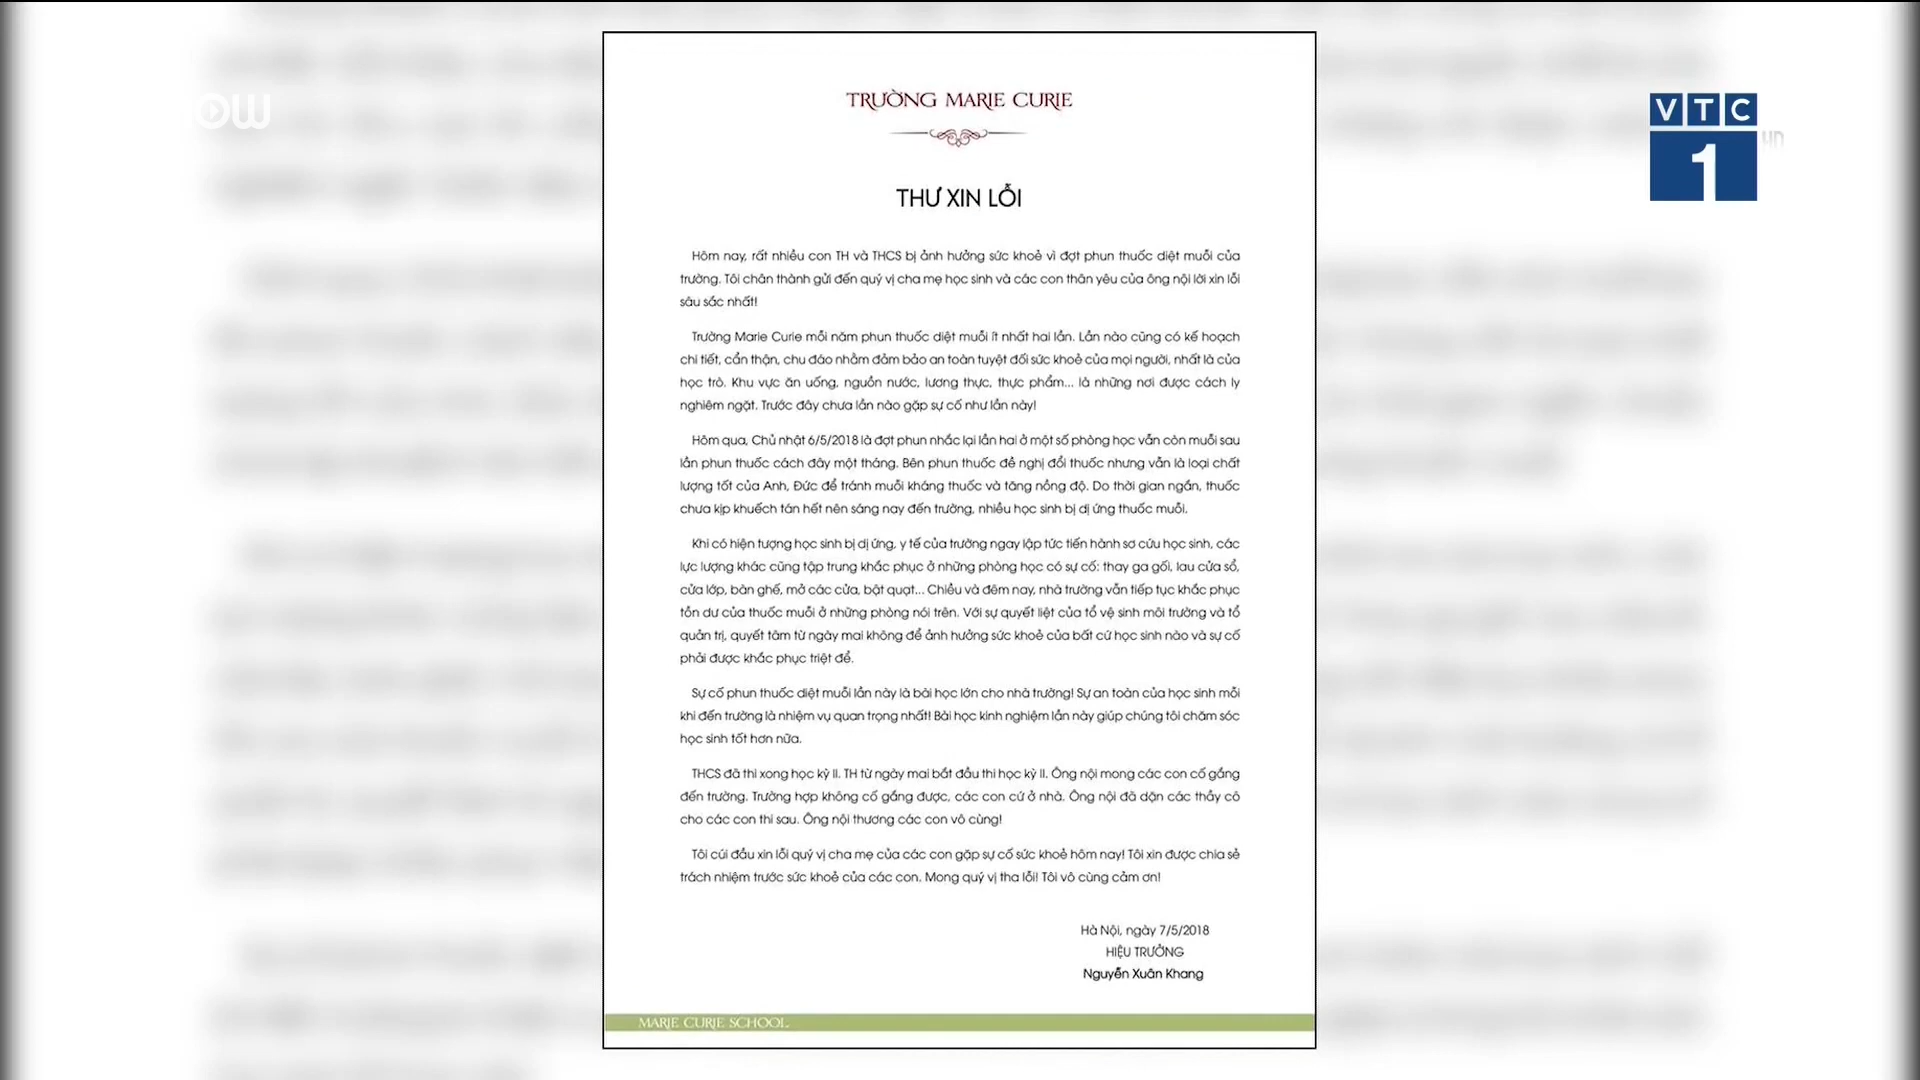 OW
VTC
1
TRƯỜNG MARIE CURIE
THƯ XIN LỖI
Hôm nay, rất nhiều con TH và THCS bị ảnh hưởng sức khoẻ vì đợt phun thuốc diệt muỗi của
trường. Tôi chân thành gửi đến quý vị cha mẹ học sinh và các con thân yêu của ông nội lời xin lỗi
sâu sắc nhất!
Trường Marie Curie mỗi năm phun thuốc diệt muỗi ít nhất hai lần. Lần nào cũng có kế hoạch
chi tiết, cẩn thận, chu đáo nhằm đảm bảo an toàn tuyệt đối sức khoẻ của mọi người, nhất là của
học trò. Khu vực ăn uống, nguồn nước, lương thực, thực phẩm... là những nơi được cách ly
nghiêm ngặt. Trước đây chưa lần nào gặp sự cố như lần này!
Hôm qua, Chủ nhật 6/5/2018 là đợt phun nhắc lại lần hai ở một số phòng học vẫn còn muỗi sau
lần phun thuốc cách đây một tháng. Bên phun thuốc đề nghị đổi thuốc nhưng vẫn là loại chất
lượng tốt của Anh, Đức để tránh muỗi kháng thuốc và tăng nồng độ. Do thời gian ngắn, thuốc
chưa kịp khuếch tán hết nên sáng nay đến trường, nhiều học sinh bị dị ứng thuốc muỗi.
Khi có hiện tượng học sinh bị dị ứng, y tế của trường ngay lập tức tiến hành sơ cứu học sinh, các
lực lượng khác cũng tập trung khắc phục ở những phòng học có sự cố: thay ga gối, lau cửa sổ,
cửa lớp, bàn ghế, mở các cửa, bật quạt... Chiều và đêm nay, nhà trường vẫn tiếp tục khắc phục
tồn dư của thuốc muỗi ở những phòng nói trên. Với sự quyết liệt của tổ vệ sinh môi trường và tổ
quản trị, quyết tâm từ ngày mai không để ảnh hưởng sức khoẻ của bất cứ học sinh nào và sự cố
phải được khắc phục triệt để.
Sự cố phun thuốc diệt muỗi lần này là bài học lớn cho nhà trường! Sự an toàn của học sinh mỗi
khi đến trường là nhiệm vụ quan trọng nhất! Bài học kinh nghiệm lần này giúp chúng tôi chăm sóc
học sinh tốt hơn nữa.
THCS đã thi xong học kỳ II. TH từ ngày mai bắt đầu thi học kỳ II. Ông nội mong các con cố gắng
đến trường. Trường hợp không cố gắng được, các con cứ ở nhà. Ông nội đã dặn các thầy cô
cho các con thi sau. Ông nội thương các con vô cùng!
Tôi cúi đầu xin lỗi quý vị cha mẹ của các con gặp sự cố sức khoẻ hôm nay! Tôi xin được chia sẻ
trách nhiệm trước sức khoẻ của các con. Mong quý vị tha lỗi! Tôi vô cùng cảm ơn!
Hà Nội, ngày 7/5/2018
HIỆU TRƯỞNG
Nguyễn Xuân Khang
MARIE CURIE SCHOOL